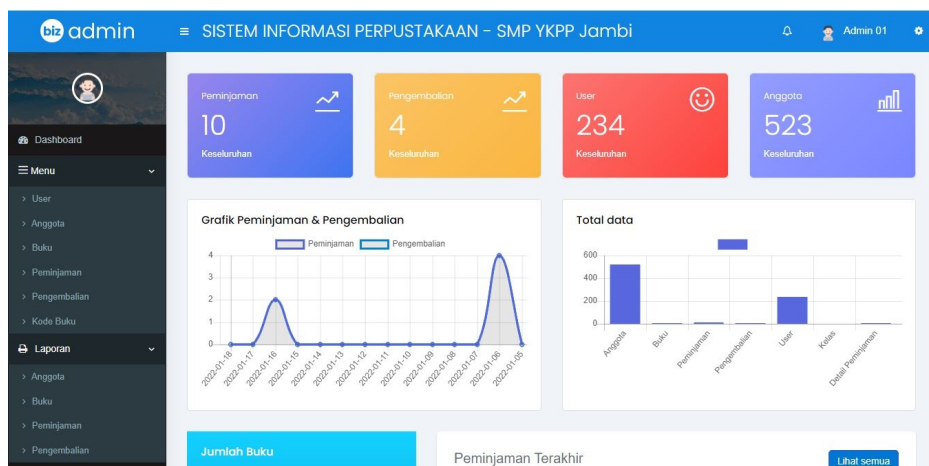 biz admin
≡ SISTEM INFORMASI PERPUSTAKAAN - SMP YKPP Jambi
Admin 01
Dashboard
Menu
> User
> Anggota
> Buku
> Peminjaman
> Pengembalian
> Kode Buku
Laporan
> Anggota
> Buku
> Peminjaman
> Pengembalian
Peminjaman
10
Keseluruhan
Pengembalian
4
Keseluruhan
User
234
Keseluruhan
Anggota
523
Keseluruhan
Grafik Peminjaman & Pengembalian
Peminjaman Pengembalian
4
3
2
1
0
2022-01-18 2022-01-17 2022-01-16 2022-01-15 2022-01-14 2022-01-13 2022-01-12 2022-01-11 2022-01-10 2022-01-09 2022-01-08 2022-01-07 2022-01-06 2022-01-05
Total data
600
400
200
0
Anggota Buku Peminjaman Pengembalian User Kelas Detail Peminjaman
Jumlah Buku
Peminjaman Terakhir
Lihat semua